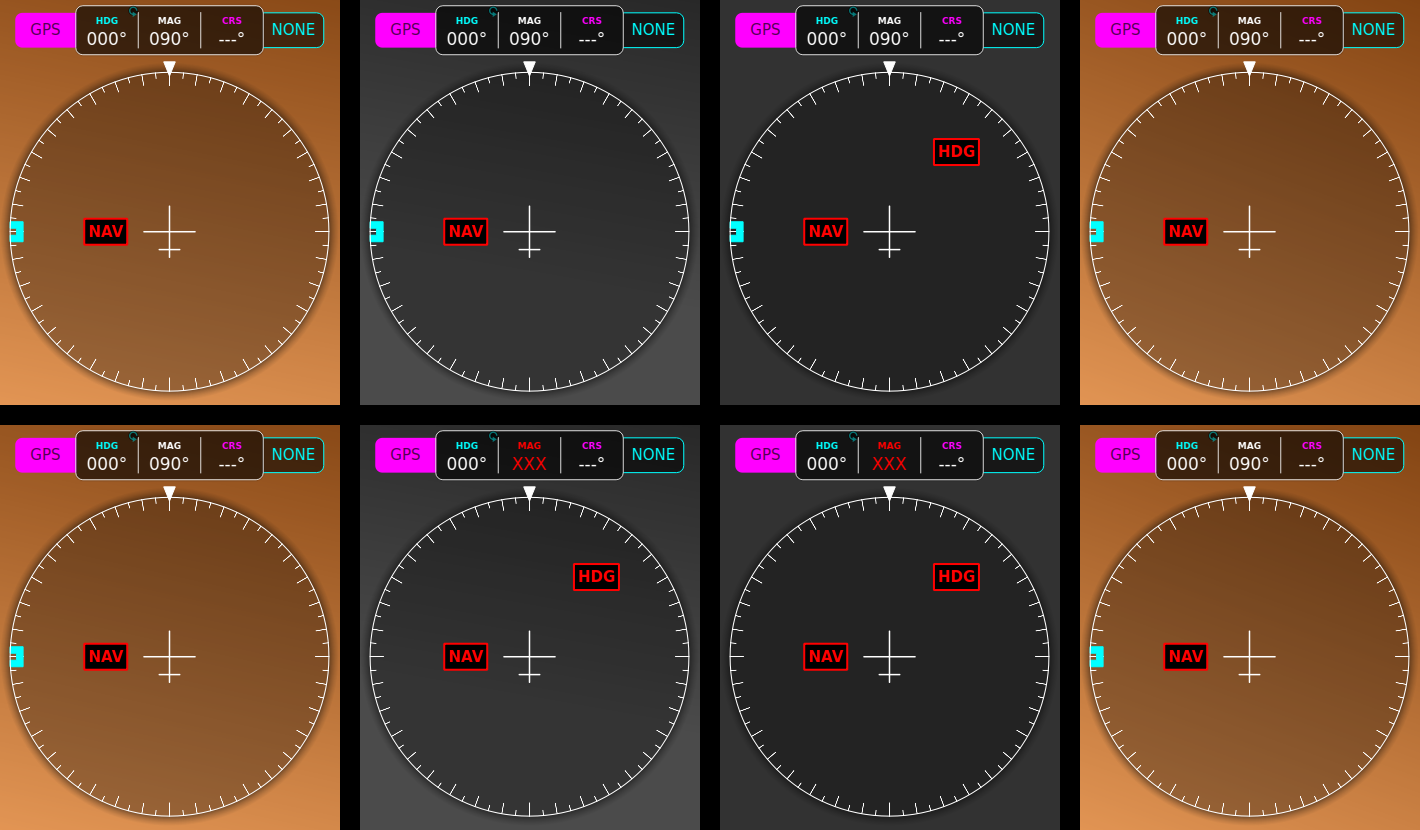 GPS HDG 000° MAG 090° CRS ---° NONE
NAV
GPS HDG 000° MAG 090° CRS ---° NONE
NAV
GPS HDG 000° MAG 090° CRS ---° NONE
HDG
NAV
GPS HDG 000° MAG 090° CRS ---° NONE
NAV
GPS HDG 000° MAG 090° CRS ---° NONE
NAV
GPS HDG 000° MAG XXX CRS ---° NONE
HDG
NAV
GPS HDG 000° MAG XXX CRS ---° NONE
HDG
NAV
GPS HDG 000° MAG 090° CRS ---° NONE
NAV